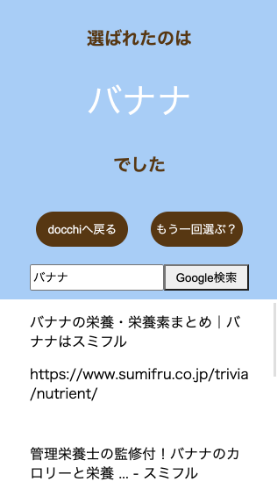 選ばれたのは
バナナ
でした
docchiへ戻る
もう一回選ぶ？
バナナ
Google検索
バナナの栄養・栄養素まとめ｜バ
ナナはスミフル
https://www.sumifru.co.jp/trivia
/nutrient/
管理栄養士の監修付！バナナのカ
ロリーと栄養 ... - スミフル